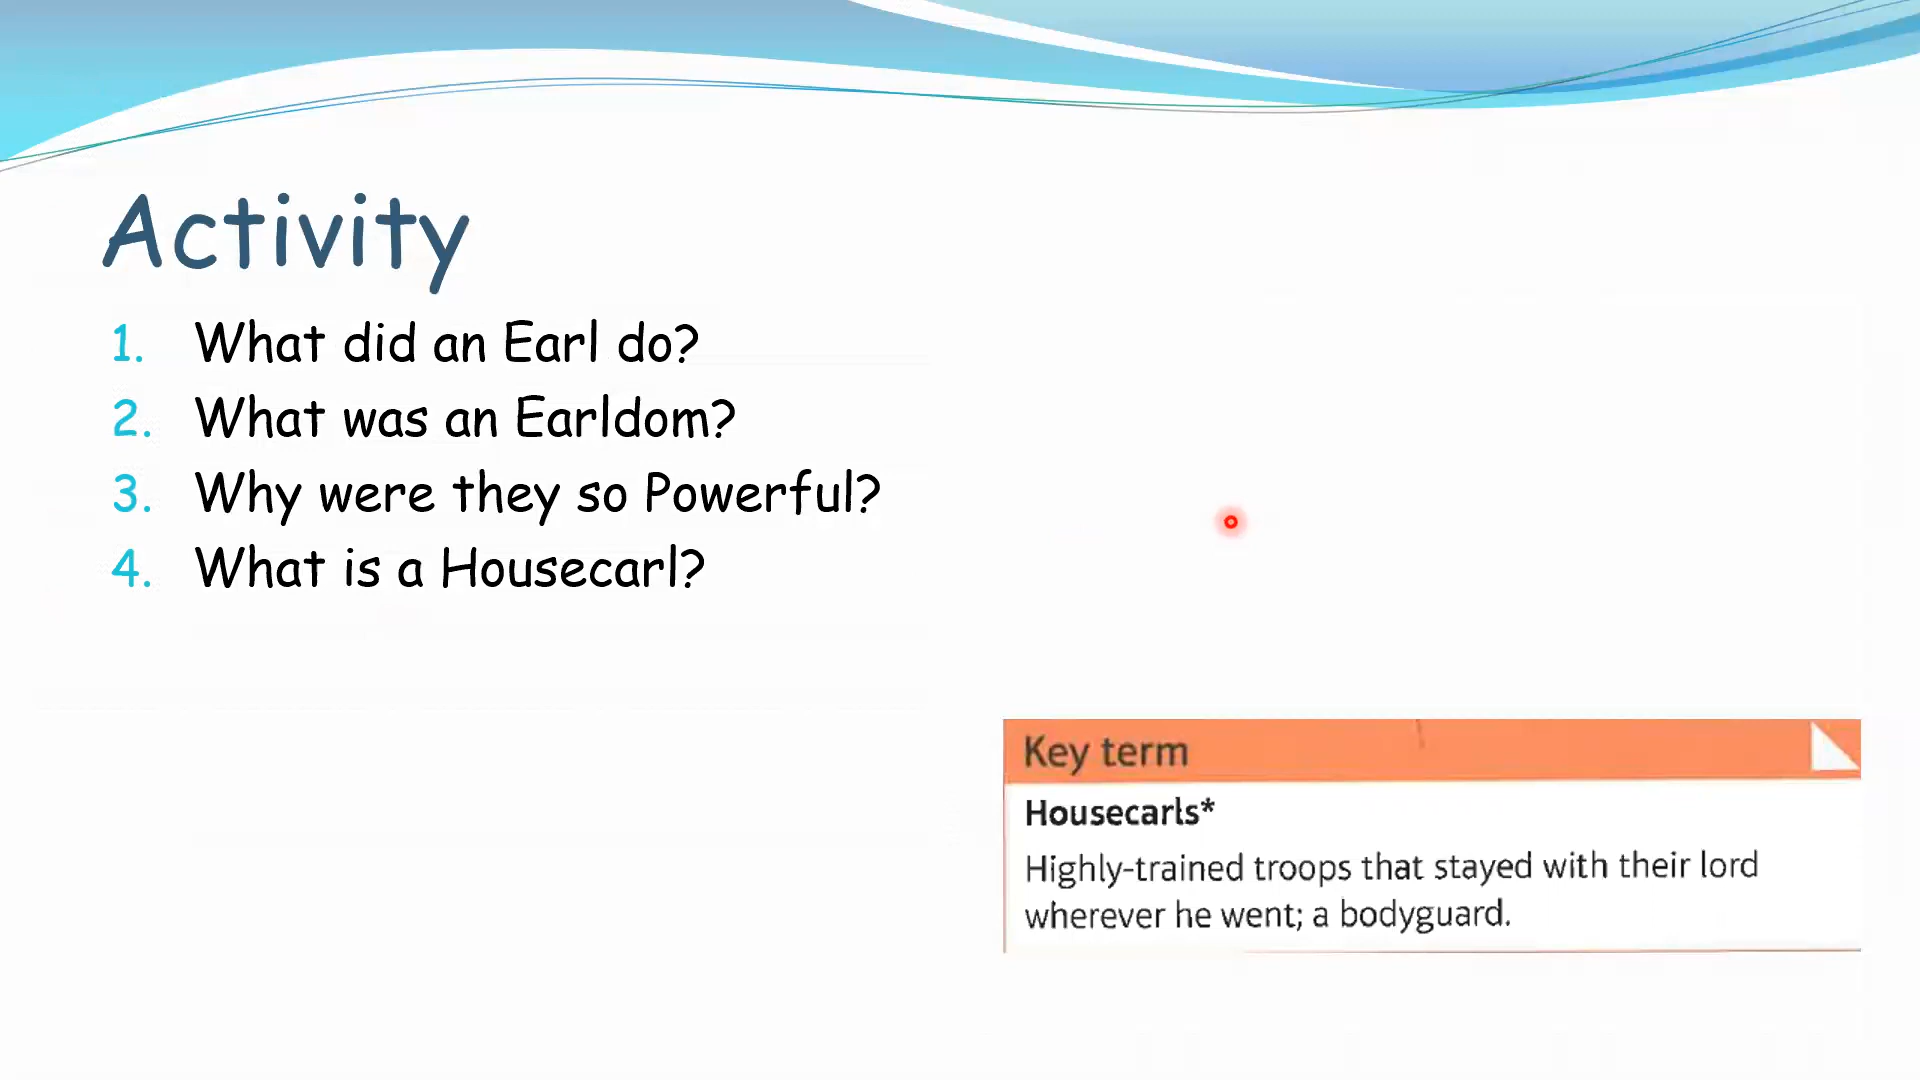 Activity
1. What did an Earl do?
2. What was an Earldom?
3. Why were they so Powerful?
4. What is a Housecarl?
Key term
Housecarls*
Highly-trained troops that stayed with their lord
wherever he went; a bodyguard.